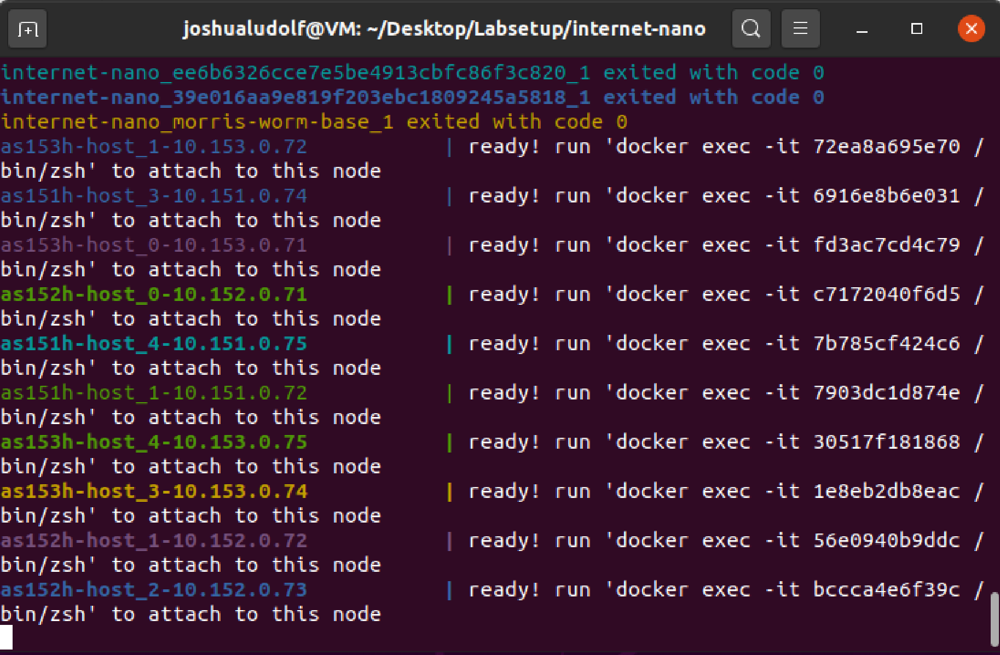 joshualudolf@VM: ~/Desktop/Labsetup/internet-nano
internet-nano_ee6b6326cce7e5be4913cbfc86f3c820_1 exited with code 0
internet-nano_39e016aa9e819f203ebc1809245a5818_1 exited with code 0
internet-nano_morris-worm-base_1 exited with code 0
as153h-host_1-10.153.0.72 | ready! run 'docker exec -it 72ea8a695e70 /
bin/zsh' to attach to this node
as151h-host_3-10.151.0.74 | ready! run 'docker exec -it 6916e8b6e031 /
bin/zsh' to attach to this node
as153h-host_0-10.153.0.71 | ready! run 'docker exec -it fd3ac7cd4c79 /
bin/zsh' to attach to this node
as152h-host_0-10.152.0.71 | ready! run 'docker exec -it c7172040f6d5 /
bin/zsh' to attach to this node
as151h-host_4-10.151.0.75 | ready! run 'docker exec -it 7b785cf424c6 /
bin/zsh' to attach to this node
as151h-host_1-10.151.0.72 | ready! run 'docker exec -it 7903dc1d874e /
bin/zsh' to attach to this node
as153h-host_4-10.153.0.75 | ready! run 'docker exec -it 30517f181868 /
bin/zsh' to attach to this node
as153h-host_3-10.153.0.74 | ready! run 'docker exec -it 1e8eb2db8eac /
bin/zsh' to attach to this node
as152h-host_1-10.152.0.72 | ready! run 'docker exec -it 56e0940b9ddc /
bin/zsh' to attach to this node
as152h-host_2-10.152.0.73 | ready! run 'docker exec -it bccca4e6f39c /
bin/zsh' to attach to this node